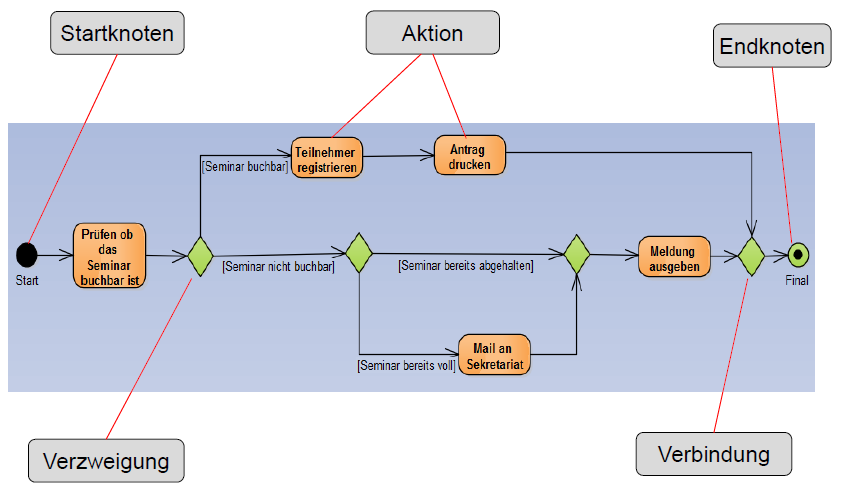 Startknoten
Aktion
Endknoten
Teilnehmer
registrieren
Antrag
drucken
[Seminar buchbar]
Prüfen ob
das
Seminar
buchbar ist
Meldung
ausgeben
[Seminar nicht buchbar]
[Seminar bereits abgehalten]
Start
Final
Mail an
Sekretariat
[Seminar bereits voll]
Verzweigung
Verbindung